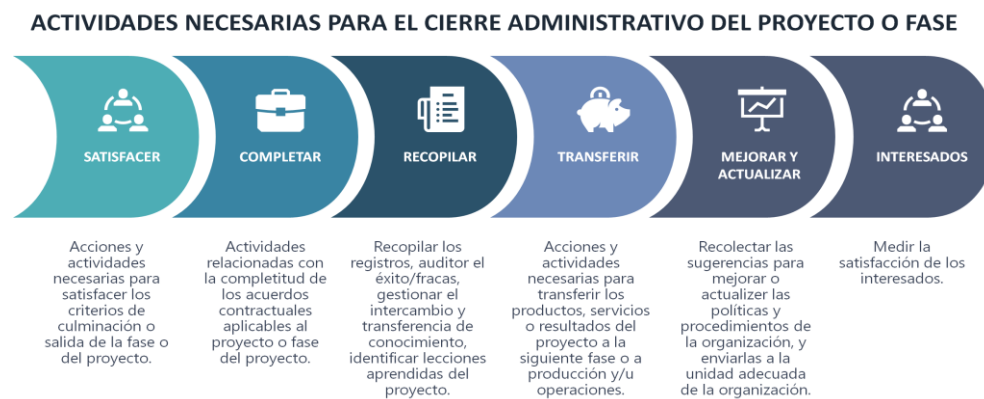 ACTIVIDADES NECESARIAS PARA EL CIERRE ADMINISTRATIVO DEL PROYECTO O FASE
SATISFACER
COMPLETAR
RECOPILAR
TRANSFERIR
MEJORAR Y
ACTUALIZAR
INTERESADOS
Acciones y
actividades
necesarias para
satisfacer los
criterios de
culminación o
salida de la fase o
del proyecto.
Actividades
relacionadas con
la completitud de
los acuerdos
contractuales
aplicables al
proyecto o fase
del proyecto.
Recopilar los
registros, auditor el
éxito/fracas,
gestionar el
intercambio y
transferencia de
conocimiento,
identificar lecciones
aprendidas del
proyecto.
Acciones y
actividades
necesarias para
transferir los
productos, servicios
o resultados del
proyecto a la
siguiente fase o a
producción y/u
operaciones.
Recolectar las
sugerencias para
mejorar o
actualizer las
políticas y
procedimientos de
la organización, y
enviarlas a la
unidad adecuada
de la organización.
Medir la
satisfacción de los
interesados.